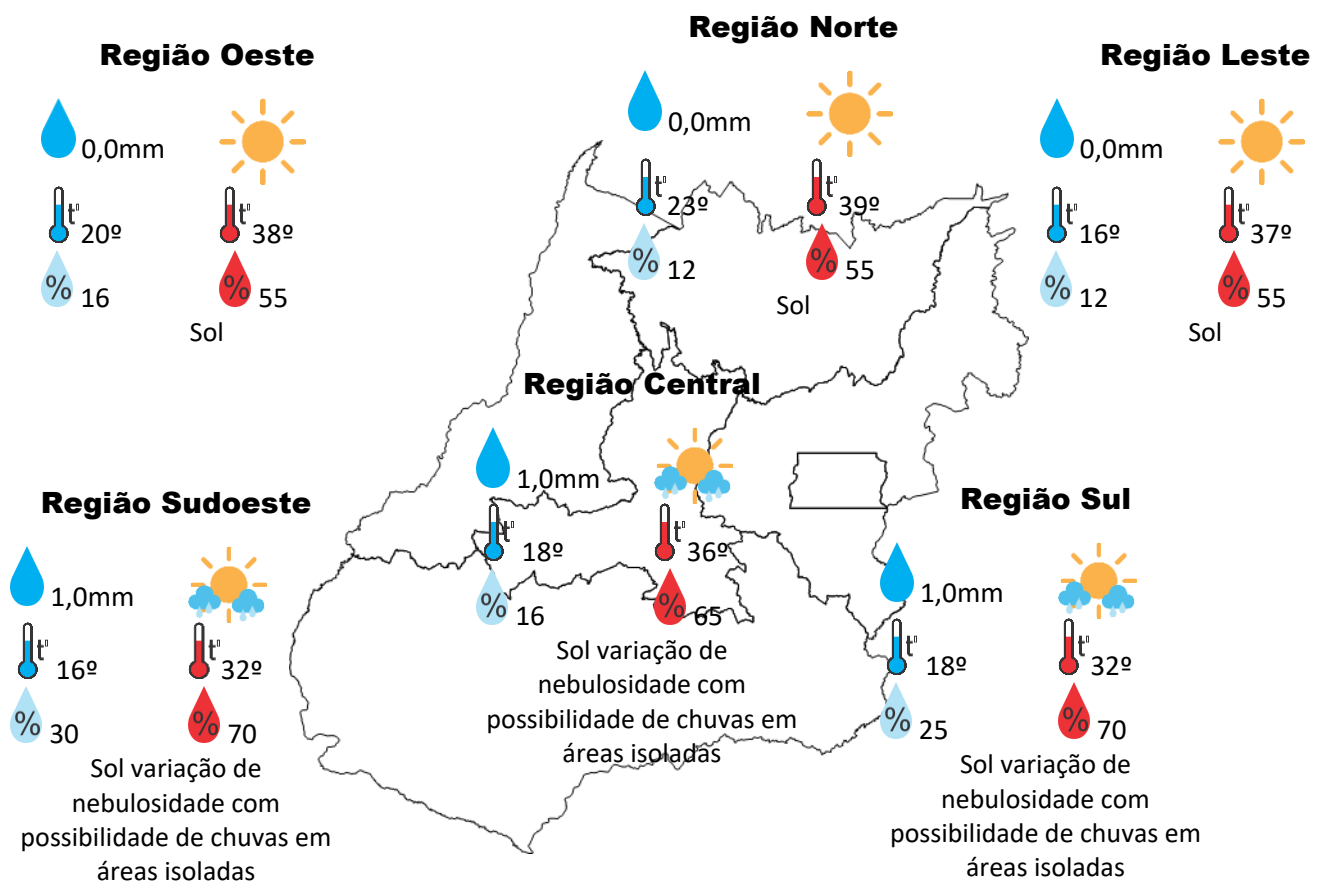 Região Oeste
0,0mm
t°
20º
38º
% 16
% 55
Sol
Região Norte
0,0mm
t°
23º
t°
39º
% 12
% 55
Sol
Região Leste
0,0mm
t°
16º
t°
37º
% 12
% 55
Sol
Região Central
1,0mm
t°
18º
t°
36º
% 16
% 65
Sol variação de
nebulosidade com
possibilidade de chuvas em
áreas isoladas
Região Sudoeste
1,0mm
t°
16º
t°
32º
% 30
% 70
Sol variação de
nebulosidade com
possibilidade de chuvas em
áreas isoladas
Região Sul
1,0mm
t°
18º
t°
32º
% 25
% 70
Sol variação de
nebulosidade com
possibilidade de chuvas em
áreas isoladas